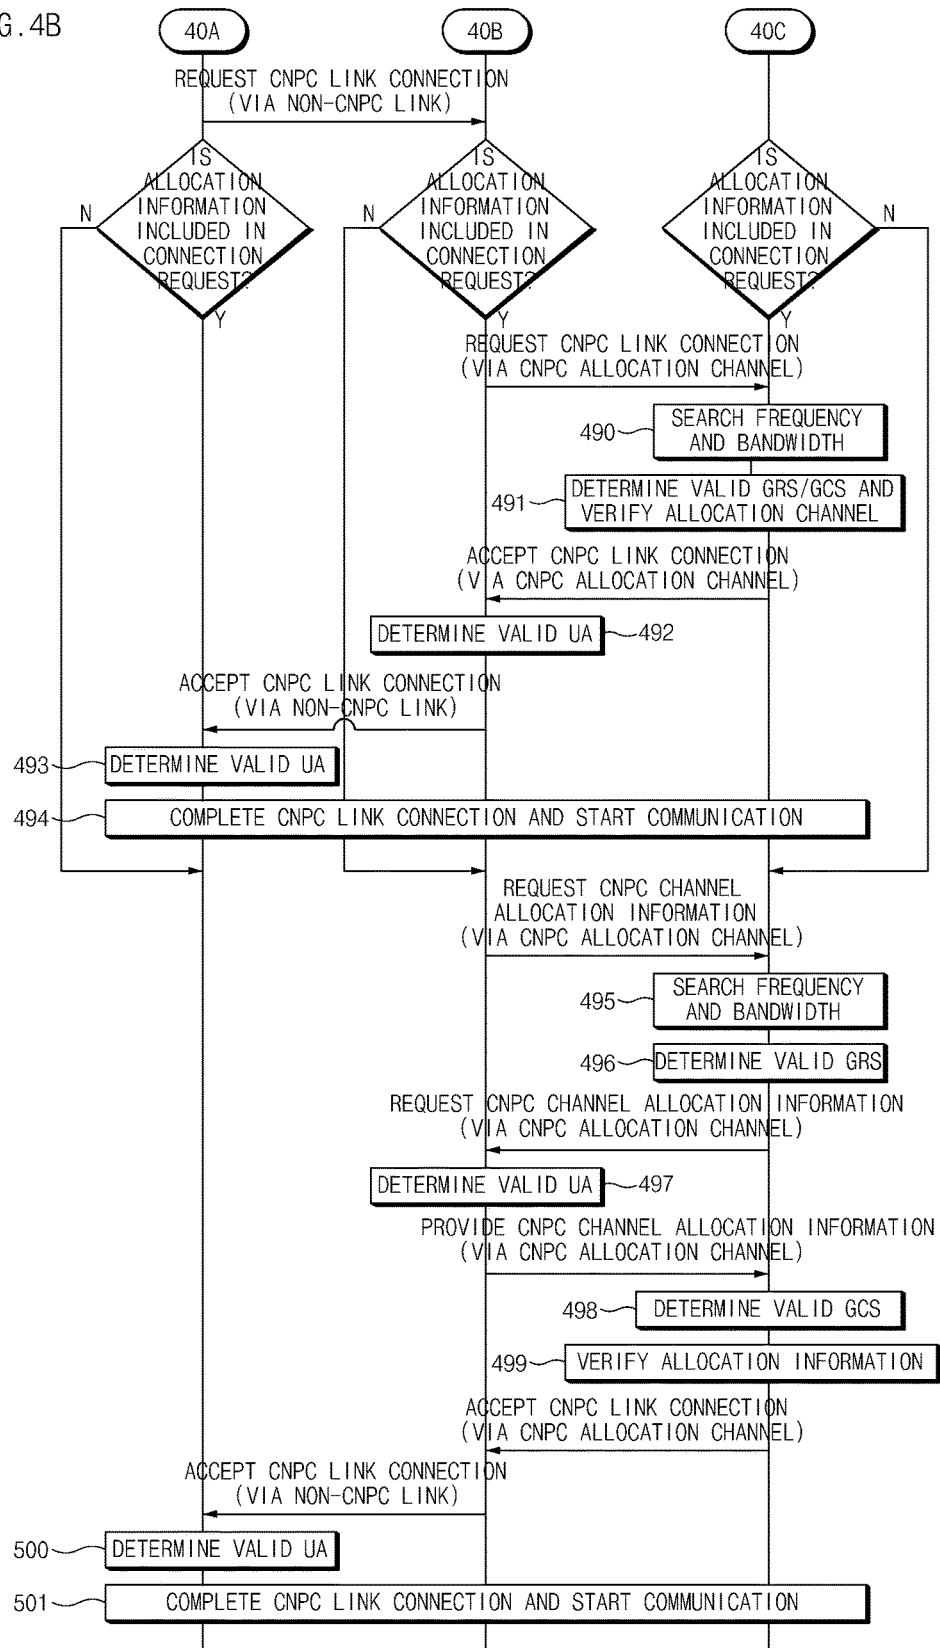 G.4B
40A
40B
40C
REQUEST CNPC LINK CONNECTION
(VIA NON-CNPC LINK)
IS
ALLOCATION
INFORMATION
INCLUDED IN
CONNECTION
REQUEST?
N
Y
IS
ALLOCATION
INFORMATION
INCLUDED IN
CONNECTION
REQUEST?
N
Y
IS
ALLOCATION
INFORMATION
INCLUDED IN
CONNECTION
REQUEST?
N
Y
REQUEST CNPC LINK CONNECTION
(VIA CNPC ALLOCATION CHANNEL)
490
SEARCH FREQUENCY
AND BANDWIDTH
491
DETERMINE VALID GRS/GCS AND
VERIFY ALLOCATION CHANNEL
ACCEPT CNPC LINK CONNECTION
(V A CNPC ALLOCATION CHANNEL)
DETERMINE VALID UA
492
ACCEPT CNPC LINK CONNECTION
(VIA NON-CNPC LINK)
493
DETERMINE VALID UA
494
COMPLETE CNPC LINK CONNECTION AND START COMMUNICATION
REQUEST CNPC CHANNEL
ALLOCATION INFORMATION
(VIA CNPC ALLOCATION CHANNEL)
495
SEARCH FREQUENCY
AND BANDWIDTH
496
DETERMINE VALID GRS
REQUEST CNPC CHANNEL ALLOCATION INFORMATION
(VIA CNPC ALLOCATION CHANNEL)
DETERMINE VALID UA
497
PROVIDE CNPC CHANNEL ALLOCATION INFORMATION
(VIA CNPC ALLOCATION CHANNEL)
498
DETERMINE VALID GCS
499
VERIFY ALLOCATION INFORMATION
ACCEPT CNPC LINK CONNECTION
(VIA CNPC ALLOCATION CHANNEL)
ACCEPT CNPC LINK CONNECTION
(VIA NON-CNPC LINK)
500
DETERMINE VALID UA
501
COMPLETE CNPC LINK CONNECTION AND START COMMUNICATION